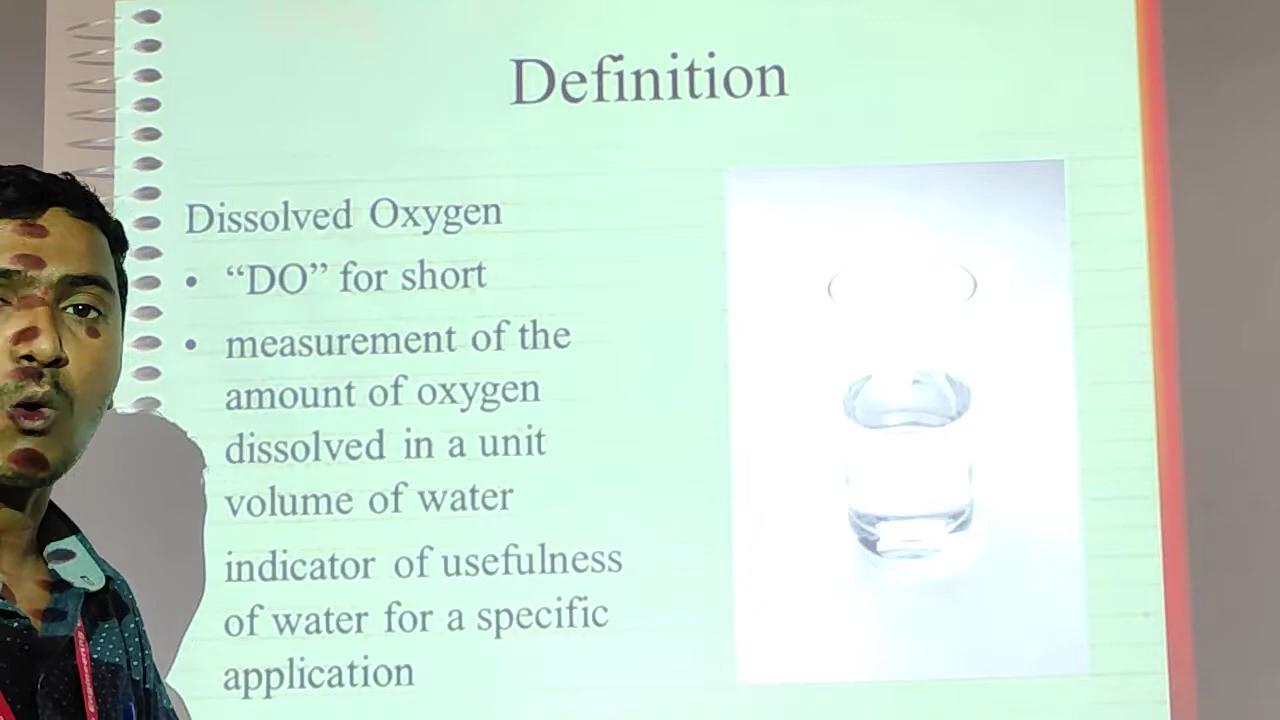 Definition
Dissolved Oxygen
• “DO” for short
• measurement of the
amount of oxygen
dissolved in a unit
volume of water
indicator of usefulness
of water for a specific
application